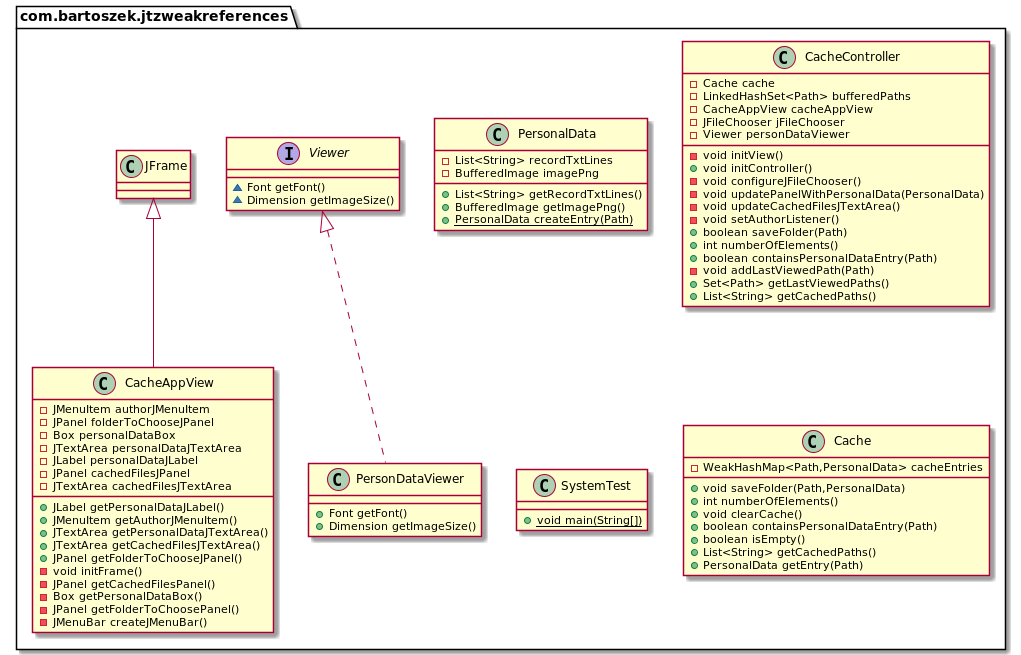 com.bartoszek.jtzweakreferences
C JFrame
I Viewer
Font getFont()
Dimension getImageSize()
C PersonalData
List<String> recordTxtLines
BufferedImage imagePng
List<String> getRecordTxtLines()
BufferedImage getImagePng()
PersonalData createEntry(Path)
C CacheController
Cache cache
LinkedHashSet<Path> bufferedPaths
CacheAppView cacheAppView
JFileChooser jFileChooser
Viewer personDataViewer
void initView()
void initController()
void configureJFileChooser()
void updatePanelWithPersonalData(PersonalData)
void updateCachedFilesJTextArea()
void setAuthorListener()
boolean saveFolder(Path)
int numberOfElements()
boolean containsPersonalDataEntry(Path)
void addLastViewedPath(Path)
Set<Path> getLastViewedPaths()
List<String> getCachedPaths()
C CacheAppView
JMenuItem authorJMenuItem
JPanel folderToChooseJPanel
Box personalDataBox
JTextArea personalDataJTextArea
JLabel personalDataJLabel
JPanel cachedFilesJPanel
JTextArea cachedFilesJTextArea
JLabel getPersonalDataJLabel()
JMenuItem getAuthorJMenuItem()
JTextArea getPersonalDataJTextArea()
JTextArea getCachedFilesJTextArea()
JPanel getFolderToChooseJPanel()
void initFrame()
JPanel getCachedFilesPanel()
Box getPersonalDataBox()
JPanel getFolderToChoosePanel()
JMenuBar createJMenuBar()
C PersonDataViewer
Font getFont()
Dimension getImageSize()
C SystemTest
void main(String[])
C Cache
WeakHashMap<Path,PersonalData> cacheEntries
void saveFolder(Path,PersonalData)
int numberOfElements()
void clearCache()
boolean containsPersonalDataEntry(Path)
boolean isEmpty()
List<String> getCachedPaths()
PersonalData getEntry(Path)